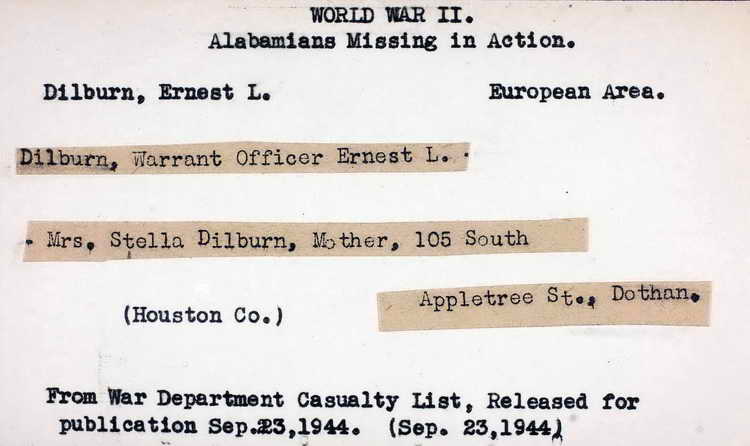 WORLD WAR II.
Alabamians Missing in Action.
Dilburn, Ernest L. European Area.
Dilburn, Warrant Officer Ernest L.
Mrs. Stella Dilburn, Mother, 105 South
Appletree St., Dothan.
(Houston Co.)
From War Department Casualty List, Released for
publication Sep.23,1944. (Sep. 23,1944)